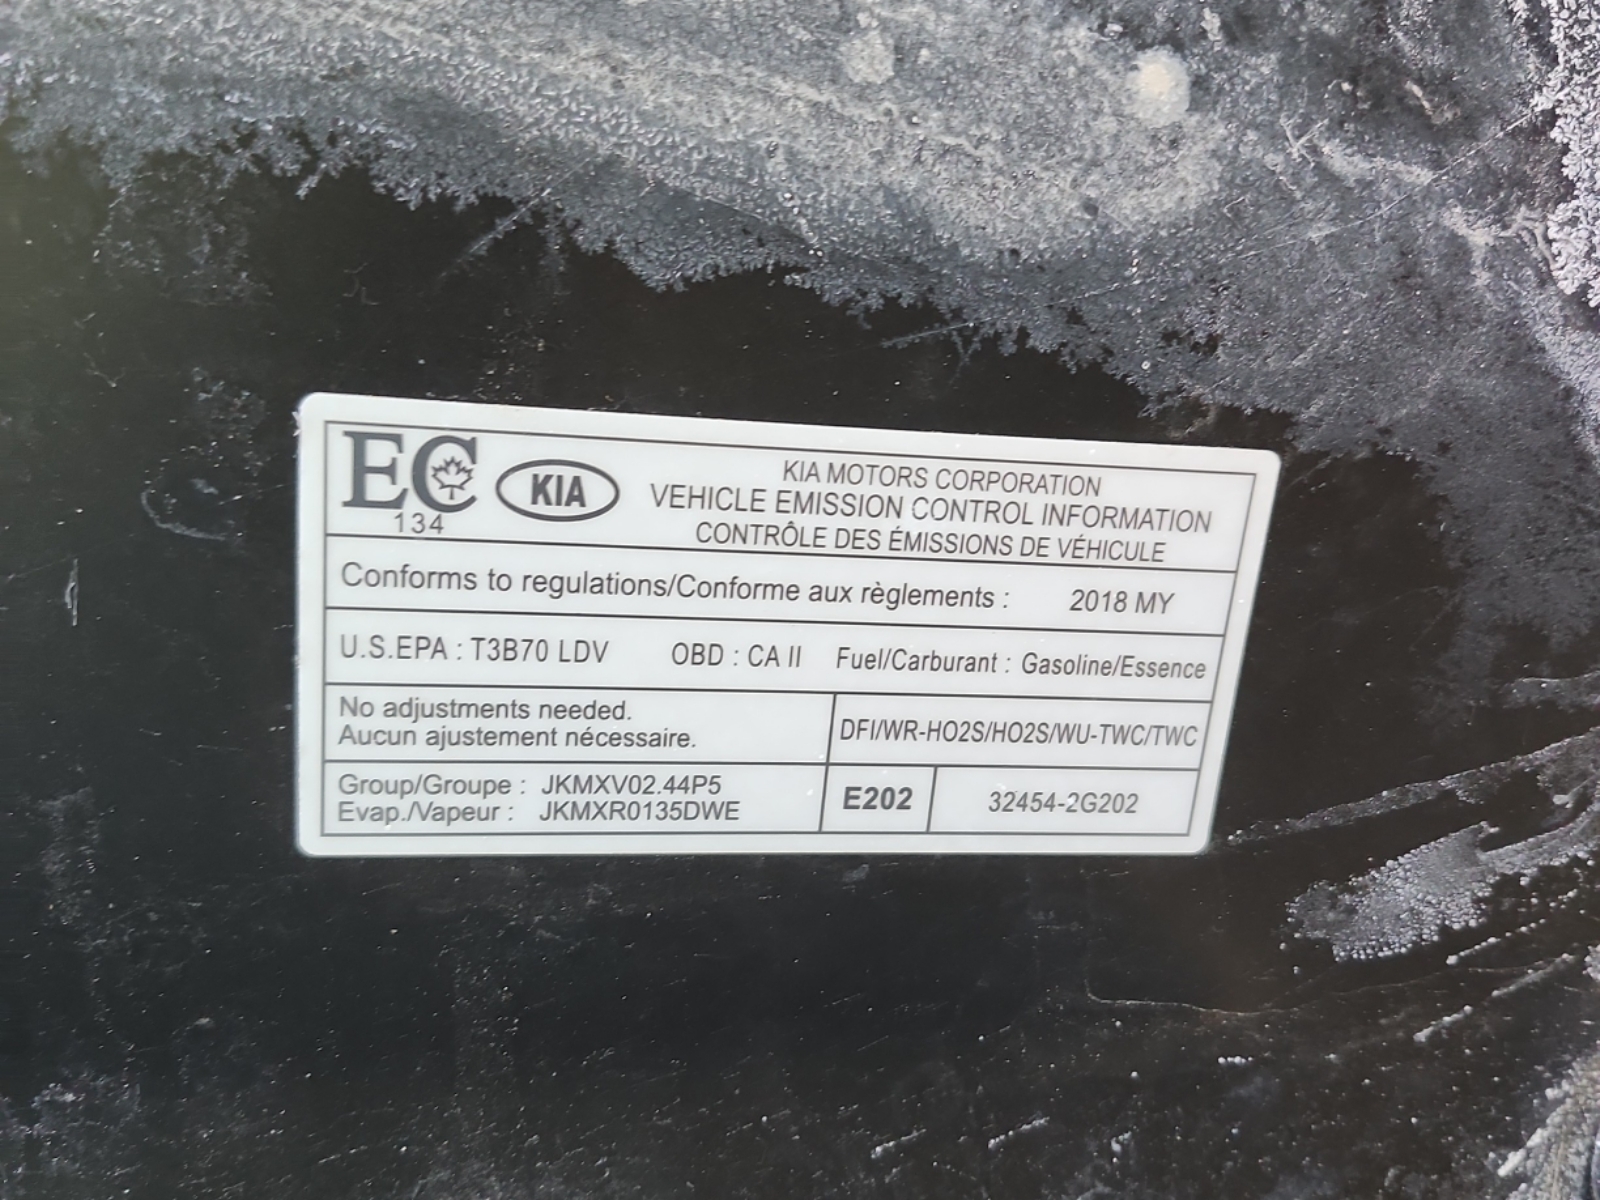 EC
134
KIA
KIA MOTORS CORPORATION
VEHICLE EMISSION CONTROL INFORMATION
CONTRÔLE DES ÉMISSIONS DE VÉHICULE
Conforms to regulations/Conforme aux règlements : 2018 MY
U.S.EPA : T3B70 LDV OBD : CA II Fuel/Carburant : Gasoline/Essence
No adjustments needed.
Aucun ajustement nécessaire.
DFI/WR-HO2S/HO2S/WU-TWC/TWC
Group/Groupe : JKMXV02.44P5
Evap./Vapeur : JKMXR0135DWE
E202
32454-2G202